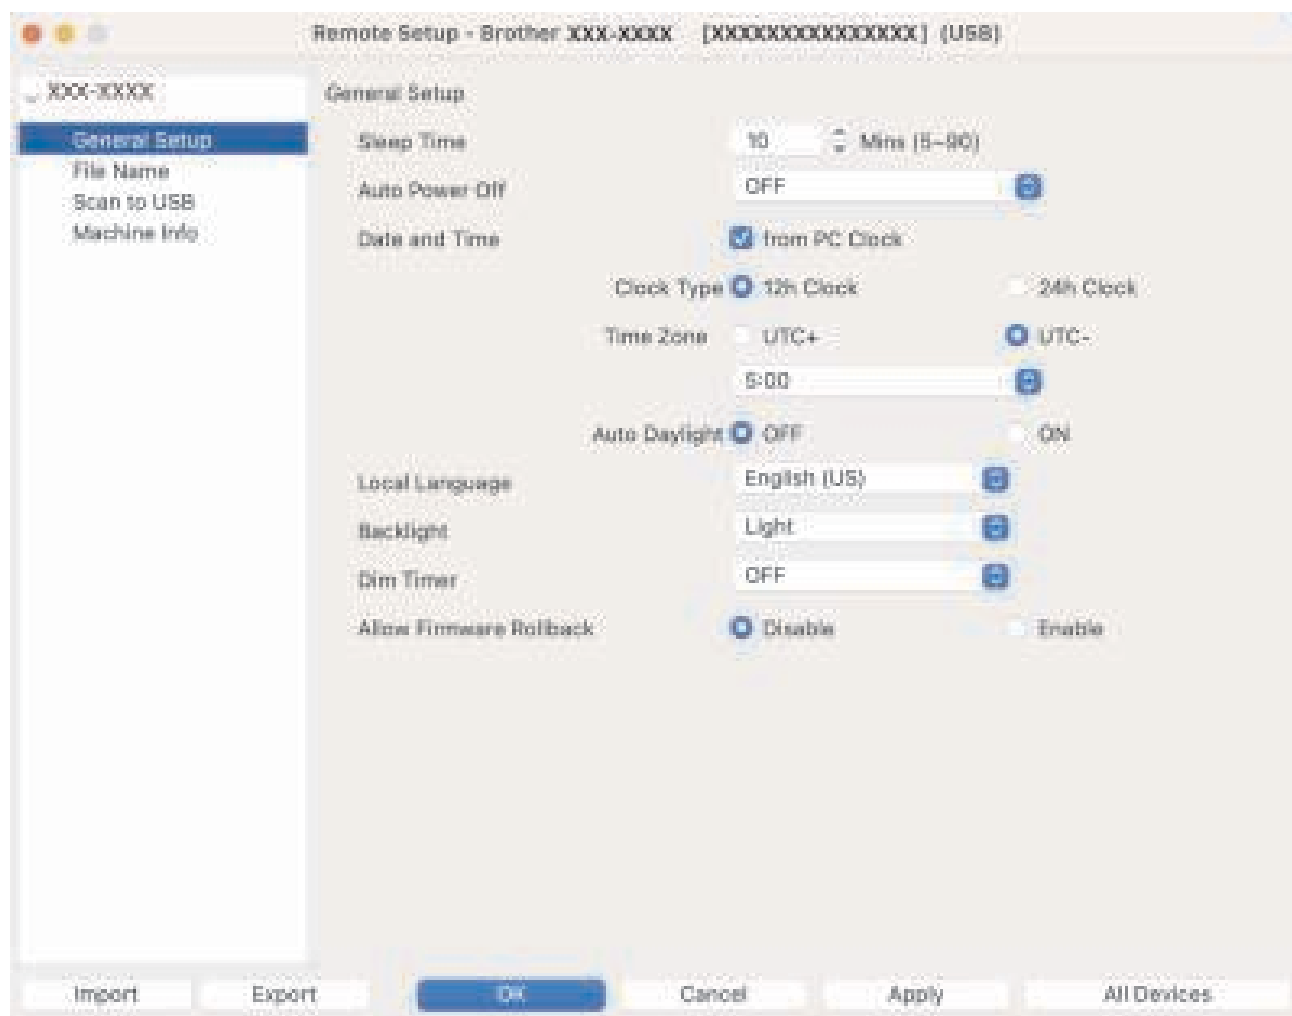 Remote Setup - Brother XXX-XXXX [XXXXXXXXXXXXXXX] (USB)
XXX-XXXX
General Setup
File Name
Scan to USB
Machine Info
General Setup
Sleep Time 10 Mins (5-90)
Auto Power Off OFF
Date and Time from PC Clock
Clock Type 12h Clock 24h Clock
Time Zone UTC+ UTC-
5:00
Auto Daylight OFF ON
Local Language English (US)
Backlight Light
Dim Timer OFF
Allow Firmware Rollback Disable Enable
Import Export OK Cancel Apply All Devices